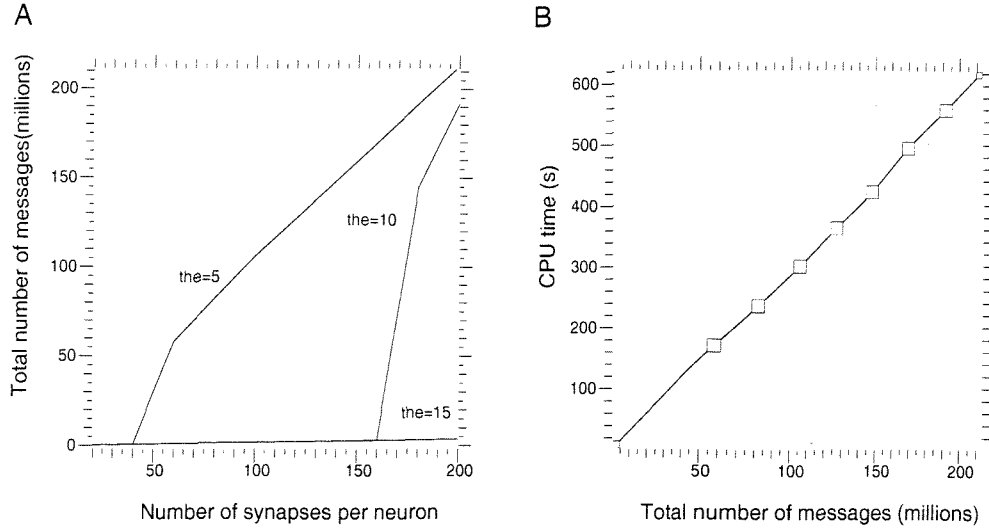 A
Total number of messages(millions)
200
150
100
50
0
the=5
the=10
the=15
50
100
150
200
Number of synapses per neuron
B
CPU time (s)
600
500
400
300
200
100
50
100
150
200
Total number of messages (millions)